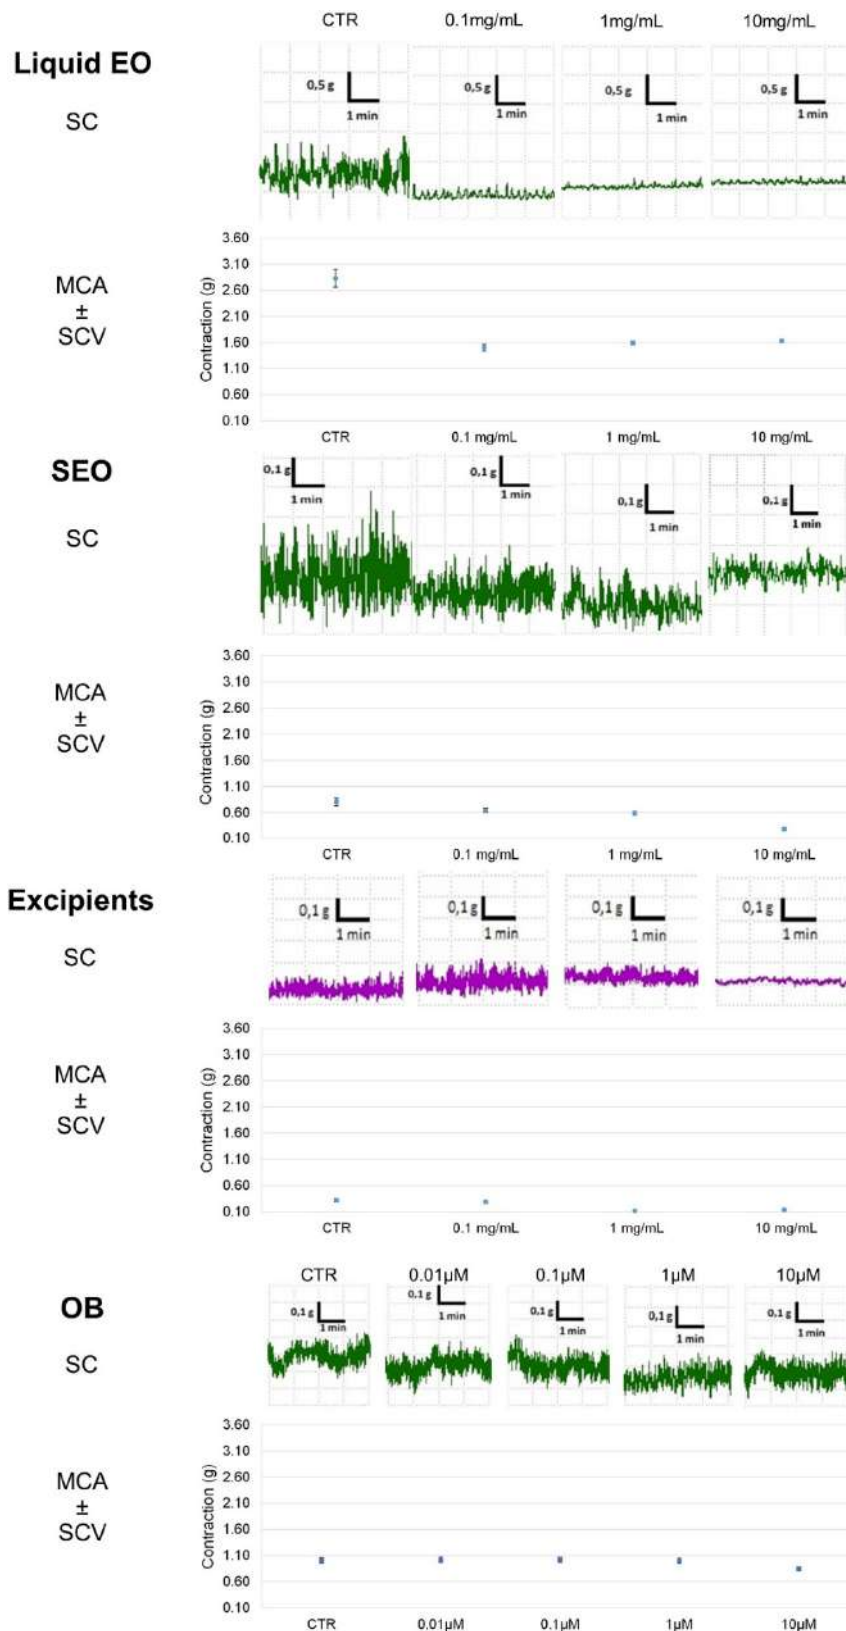 CTR 0.1mg/mL 1mg/mL 10mg/mL
Liquid EO
SC
0,5 g 0,5 g 0,5 g 0,5 g
1 min 1 min 1 min 1 min
MCA
±
SCV
Contraction (g)
3.60
3.10
2.60
2.10
1.60
1.10
0.60
0.10
CTR 0.1 mg/mL 1 mg/mL 10 mg/mL
SEO
SC
0,1 g 0,1 g 0,1 g 0,1 g
1 min 1 min 1 min 1 min
MCA
±
SCV
Contraction (g)
3.60
3.10
2.60
2.10
1.60
1.10
0.60
0.10
CTR 0.1 mg/mL 1 mg/mL 10 mg/mL
Excipients
SC
0,1 g 0,1 g 0,1 g 0,1 g
1 min 1 min 1 min 1 min
MCA
±
SCV
Contraction (g)
3.60
3.10
2.60
2.10
1.60
1.10
0.60
0.10
CTR 0.1 mg/mL 1 mg/mL 10 mg/mL
CTR 0.01µM 0.1µM 1µM 10µM
OB
SC
0,1 g 0,1 g 0,1 g 0,1 g 0,1 g
1 min 1 min 1 min 1 min 1 min
MCA
±
SCV
Contraction (g)
3.60
3.10
2.60
2.10
1.60
1.10
0.60
0.10
CTR 0.01µM 0.1µM 1µM 10µM